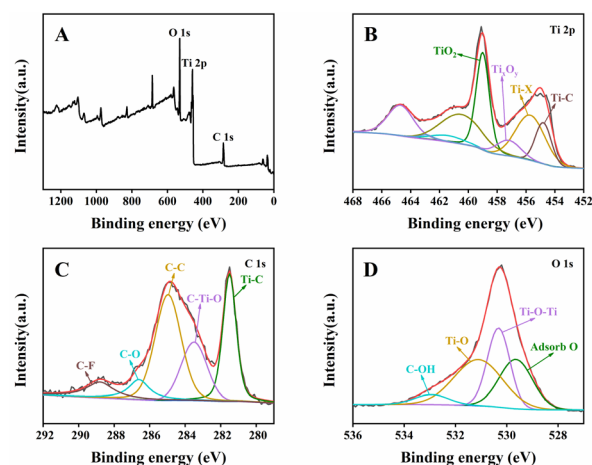 A
O 1s
Ti 2p
C 1s
Intensity(a.u.)
1200 1000 800 600 400 200 0
Binding energy (eV)
B
Ti 2p
TiO2
TixOy
Ti-X
Ti-C
Intensity(a.u.)
468 466 464 462 460 458 456 454 452
Binding energy (eV)
C
C 1s
C-C
Ti-C
C-Ti-O
C-O
C-F
Intensity(a.u.)
292 290 288 286 284 282 280
Binding energy (eV)
D
O 1s
Ti-O-Ti
Ti-O
Adsorb O
C-OH
Intensity(a.u.)
536 534 532 530 528
Binding energy (eV)